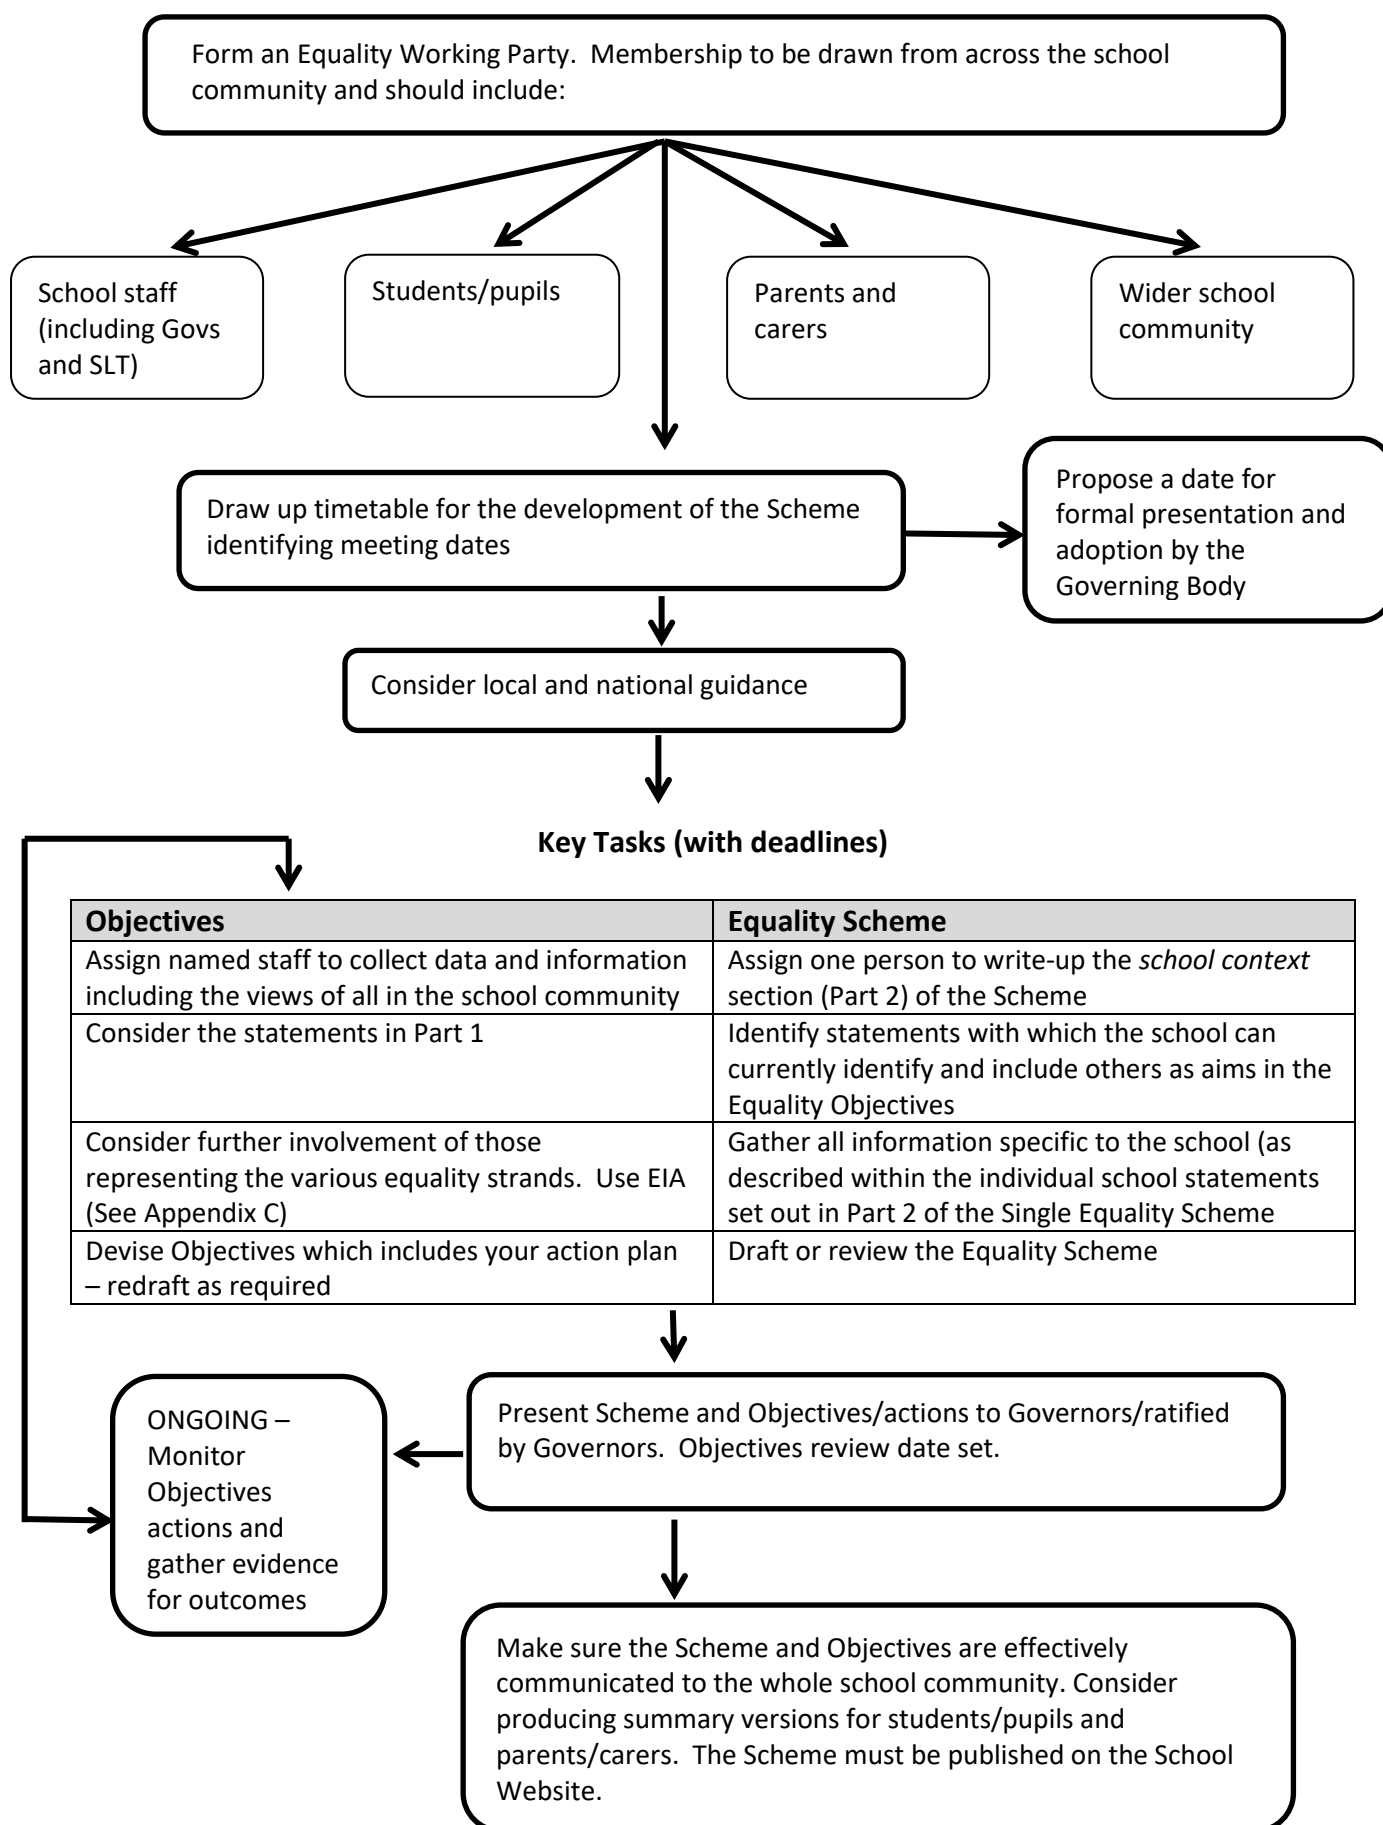 Form an Equality Working Party.  Membership to be drawn from across the school
community and should include:
School staff
(including Govs
and SLT)
Students/pupils
Parents and
carers
Wider school
community
Draw up timetable for the development of the Scheme
identifying meeting dates
Propose a date for
formal presentation and
adoption by the
Governing Body
Consider local and national guidance
Key Tasks (with deadlines)
Objectives
Equality Scheme
Assign named staff to collect data and information
including the views of all in the school community
Assign one person to write-up the school context
section (Part 2) of the Scheme
Consider the statements in Part 1
Identify statements with which the school can
currently identify and include others as aims in the
Equality Objectives
Consider further involvement of those
representing the various equality strands.  Use EIA
(See Appendix C)
Gather all information specific to the school (as
described within the individual school statements
set out in Part 2 of the Single Equality Scheme
Devise Objectives which includes your action plan
– redraft as required
Draft or review the Equality Scheme
Present Scheme and Objectives/actions to Governors/ratified
by Governors.  Objectives review date set.
ONGOING –
Monitor
Objectives
actions and
gather evidence
for outcomes
Make sure the Scheme and Objectives are effectively
communicated to the whole school community. Consider
producing summary versions for students/pupils and
parents/carers.  The Scheme must be published on the School
Website.